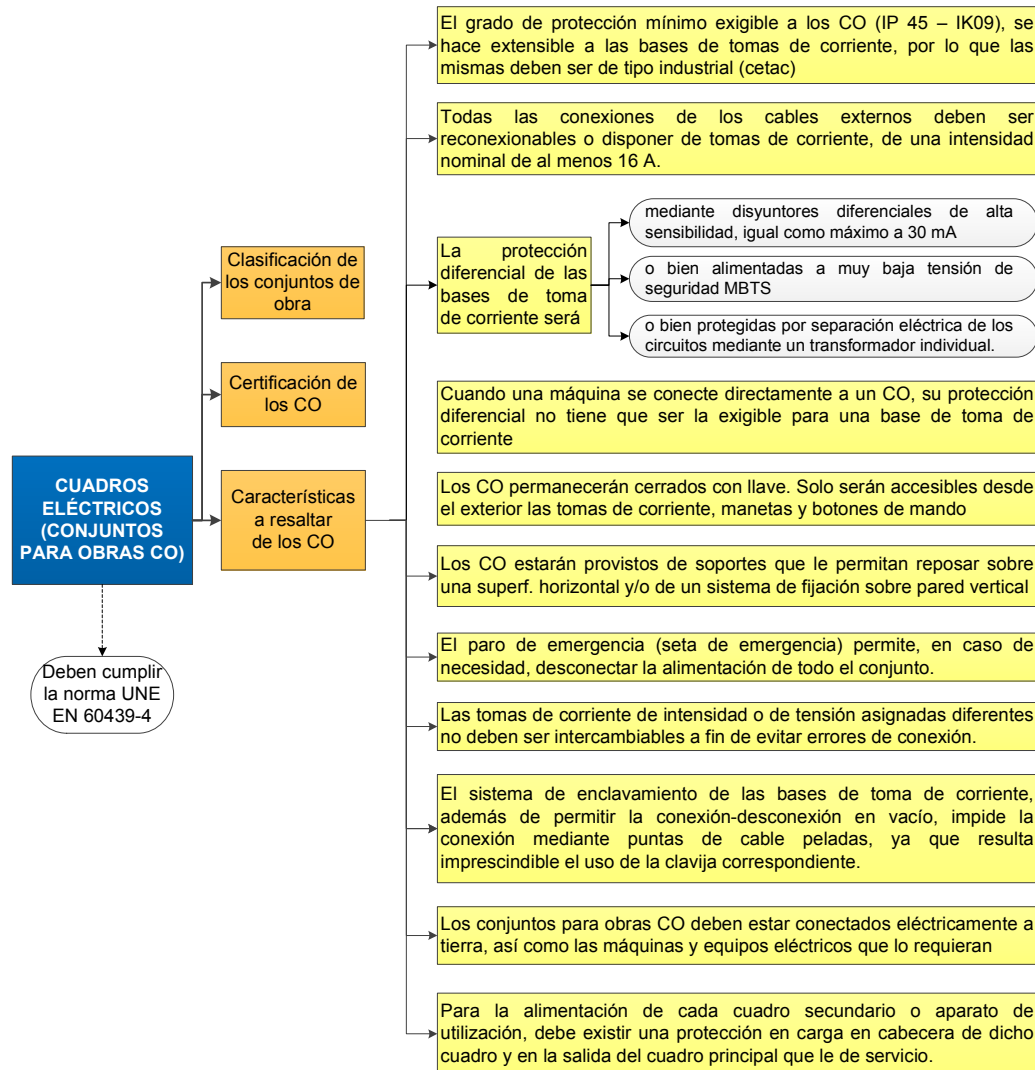 CUADROS
ELÉCTRICOS
(CONJUNTOS
PARA OBRAS CO)
Deben cumplir
la norma UNE
EN 60439-4
Clasificación de
los conjuntos de
obra
Certificación de
los CO
Características
a resaltar
de los CO
El grado de protección mínimo exigible a los CO (IP 45 – IK09), se
hace extensible a las bases de tomas de corriente, por lo que las
mismas deben ser de tipo industrial (cetac)
Todas las conexiones de los cables externos deben ser
reconexionables o disponer de tomas de corriente, de una intensidad
nominal de al menos 16 A.
La protección
diferencial de las
bases de toma
de corriente será
mediante disyuntores diferenciales de alta
sensibilidad, igual como máximo a 30 mA
o bien alimentadas a muy baja tensión de
seguridad MBTS
o bien protegidas por separación eléctrica de los
circuitos mediante un transformador individual.
Cuando una máquina se conecte directamente a un CO, su protección
diferencial no tiene que ser la exigible para una base de toma de
corriente
Los CO permanecerán cerrados con llave. Solo serán accesibles desde
el exterior las tomas de corriente, manetas y botones de mando
Los CO estarán provistos de soportes que le permitan reposar sobre
una superf. horizontal y/o de un sistema de fijación sobre pared vertical
El paro de emergencia (seta de emergencia) permite, en caso de
necesidad, desconectar la alimentación de todo el conjunto.
Las tomas de corriente de intensidad o de tensión asignadas diferentes
no deben ser intercambiables a fin de evitar errores de conexión.
El sistema de enclavamiento de las bases de toma de corriente,
además de permitir la conexión-desconexión en vacío, impide la
conexión mediante puntas de cable peladas, ya que resulta
imprescindible el uso de la clavija correspondiente.
Los conjuntos para obras CO deben estar conectados eléctricamente a
tierra, así como las máquinas y equipos eléctricos que lo requieran
Para la alimentación de cada cuadro secundario o aparato de
utilización, debe existir una protección en carga en cabecera de dicho
cuadro y en la salida del cuadro principal que le de servicio.